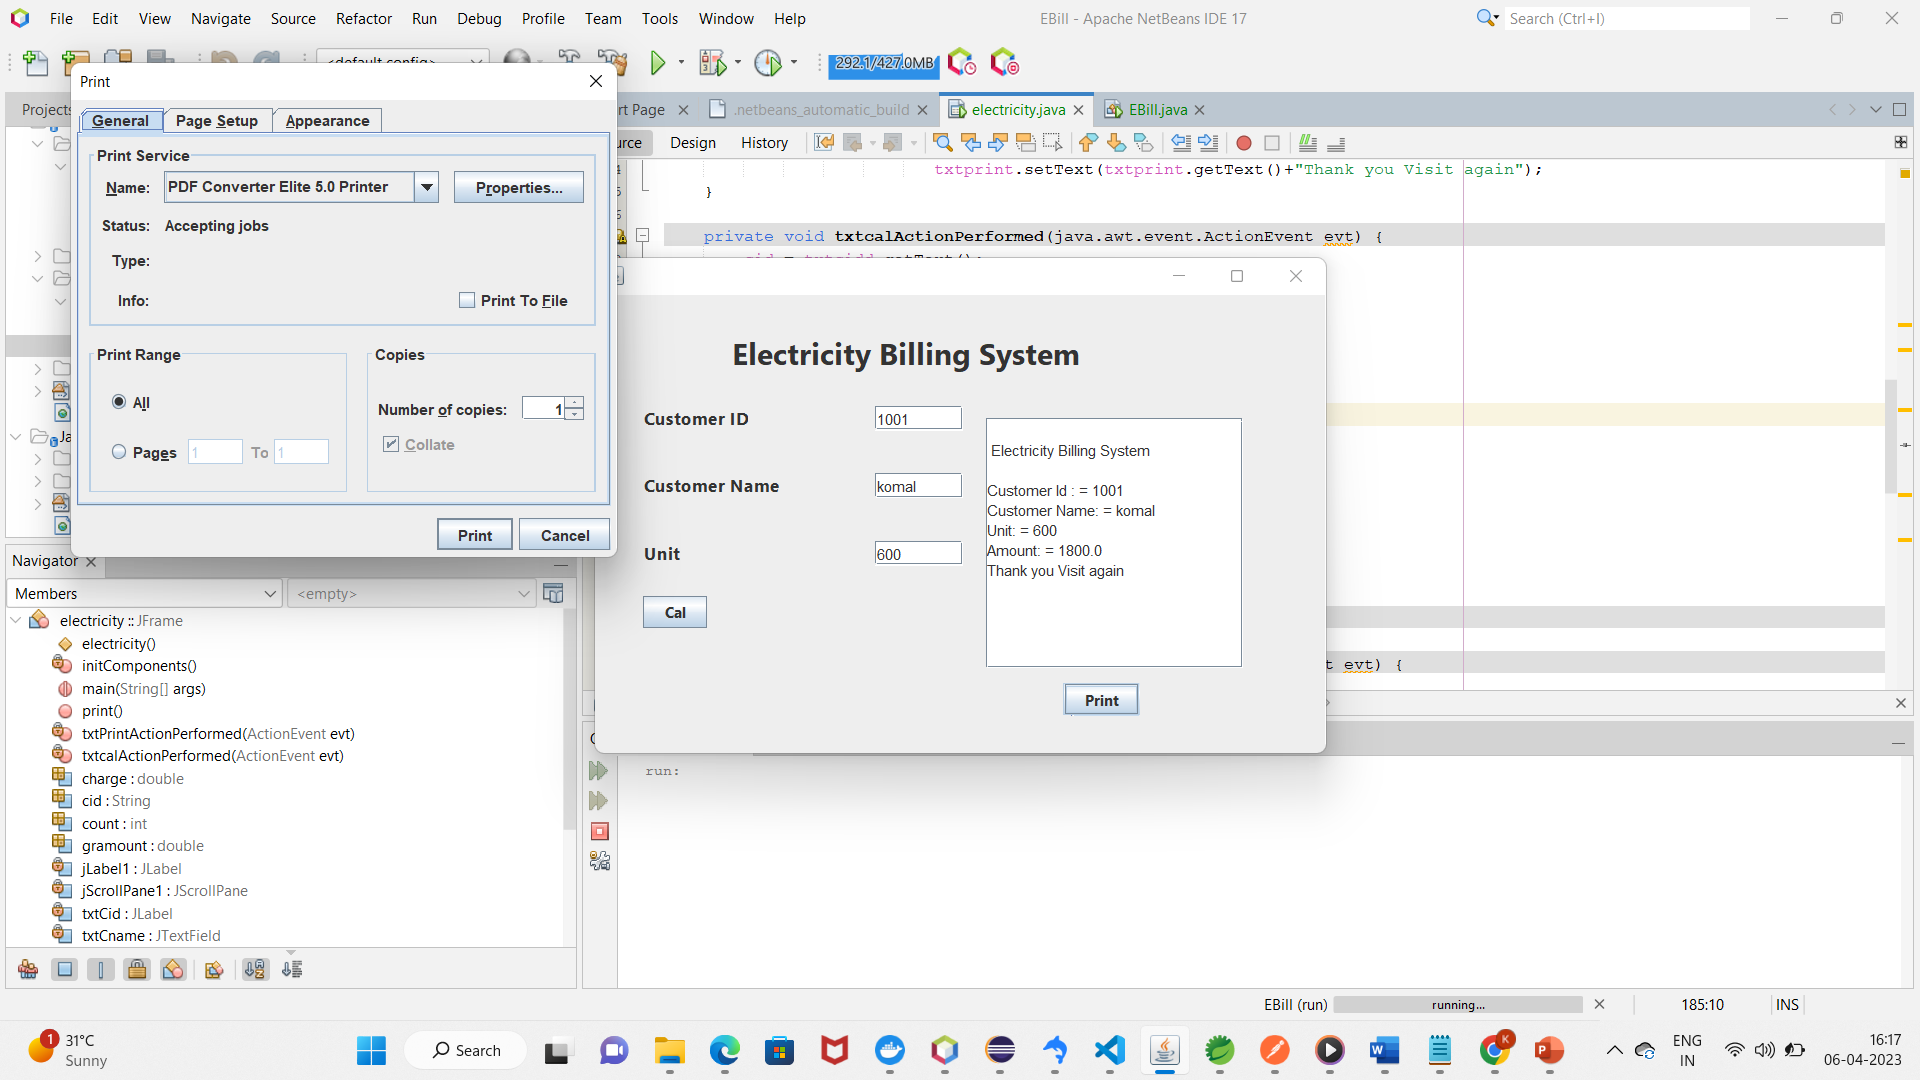 File Edit View Navigate Source Refactor Run Debug Profile Team Tools Window Help
EBill - Apache NetBeans IDE 17
Search (Ctrl+I)
292.1/427.0MB
Print
General Page Setup Appearance
Print Service
Name: PDF Converter Elite 5.0 Printer Properties...
Status: Accepting jobs
Type:
Info: Print To File
Print Range
All
Pages 1 To 1
Copies
Number of copies: 1
Collate
Print Cancel
Projects
rt Page .netbeans_automatic_build electricity.java EBill.java
urce Design History
txtprint.setText(txtprint.getText()+"Thank you Visit again");
}
private void txtcalActionPerformed(java.awt.event.ActionEvent evt) {
t evt) {
Electricity Billing System
Customer ID 1001
Customer Name komal
Unit 600
Cal
Electricity Billing System
Customer Id : = 1001
Customer Name: = komal
Unit: = 600
Amount: = 1800.0
Thank you Visit again
Print
Ja
Navigator
Members <empty>
electricity :: JFrame
electricity()
initComponents()
main(String[] args)
print()
txtPrintActionPerformed(ActionEvent evt)
txtcalActionPerformed(ActionEvent evt)
charge : double
cid : String
count : int
gramount : double
jLabel1 : JLabel
jScrollPane1 : JScrollPane
txtCid : JLabel
txtCname : JTextField
run:
EBill (run) running... 185:10 INS
1 31°C
Sunny
Search
K
ENG
IN
16:17
06-04-2023